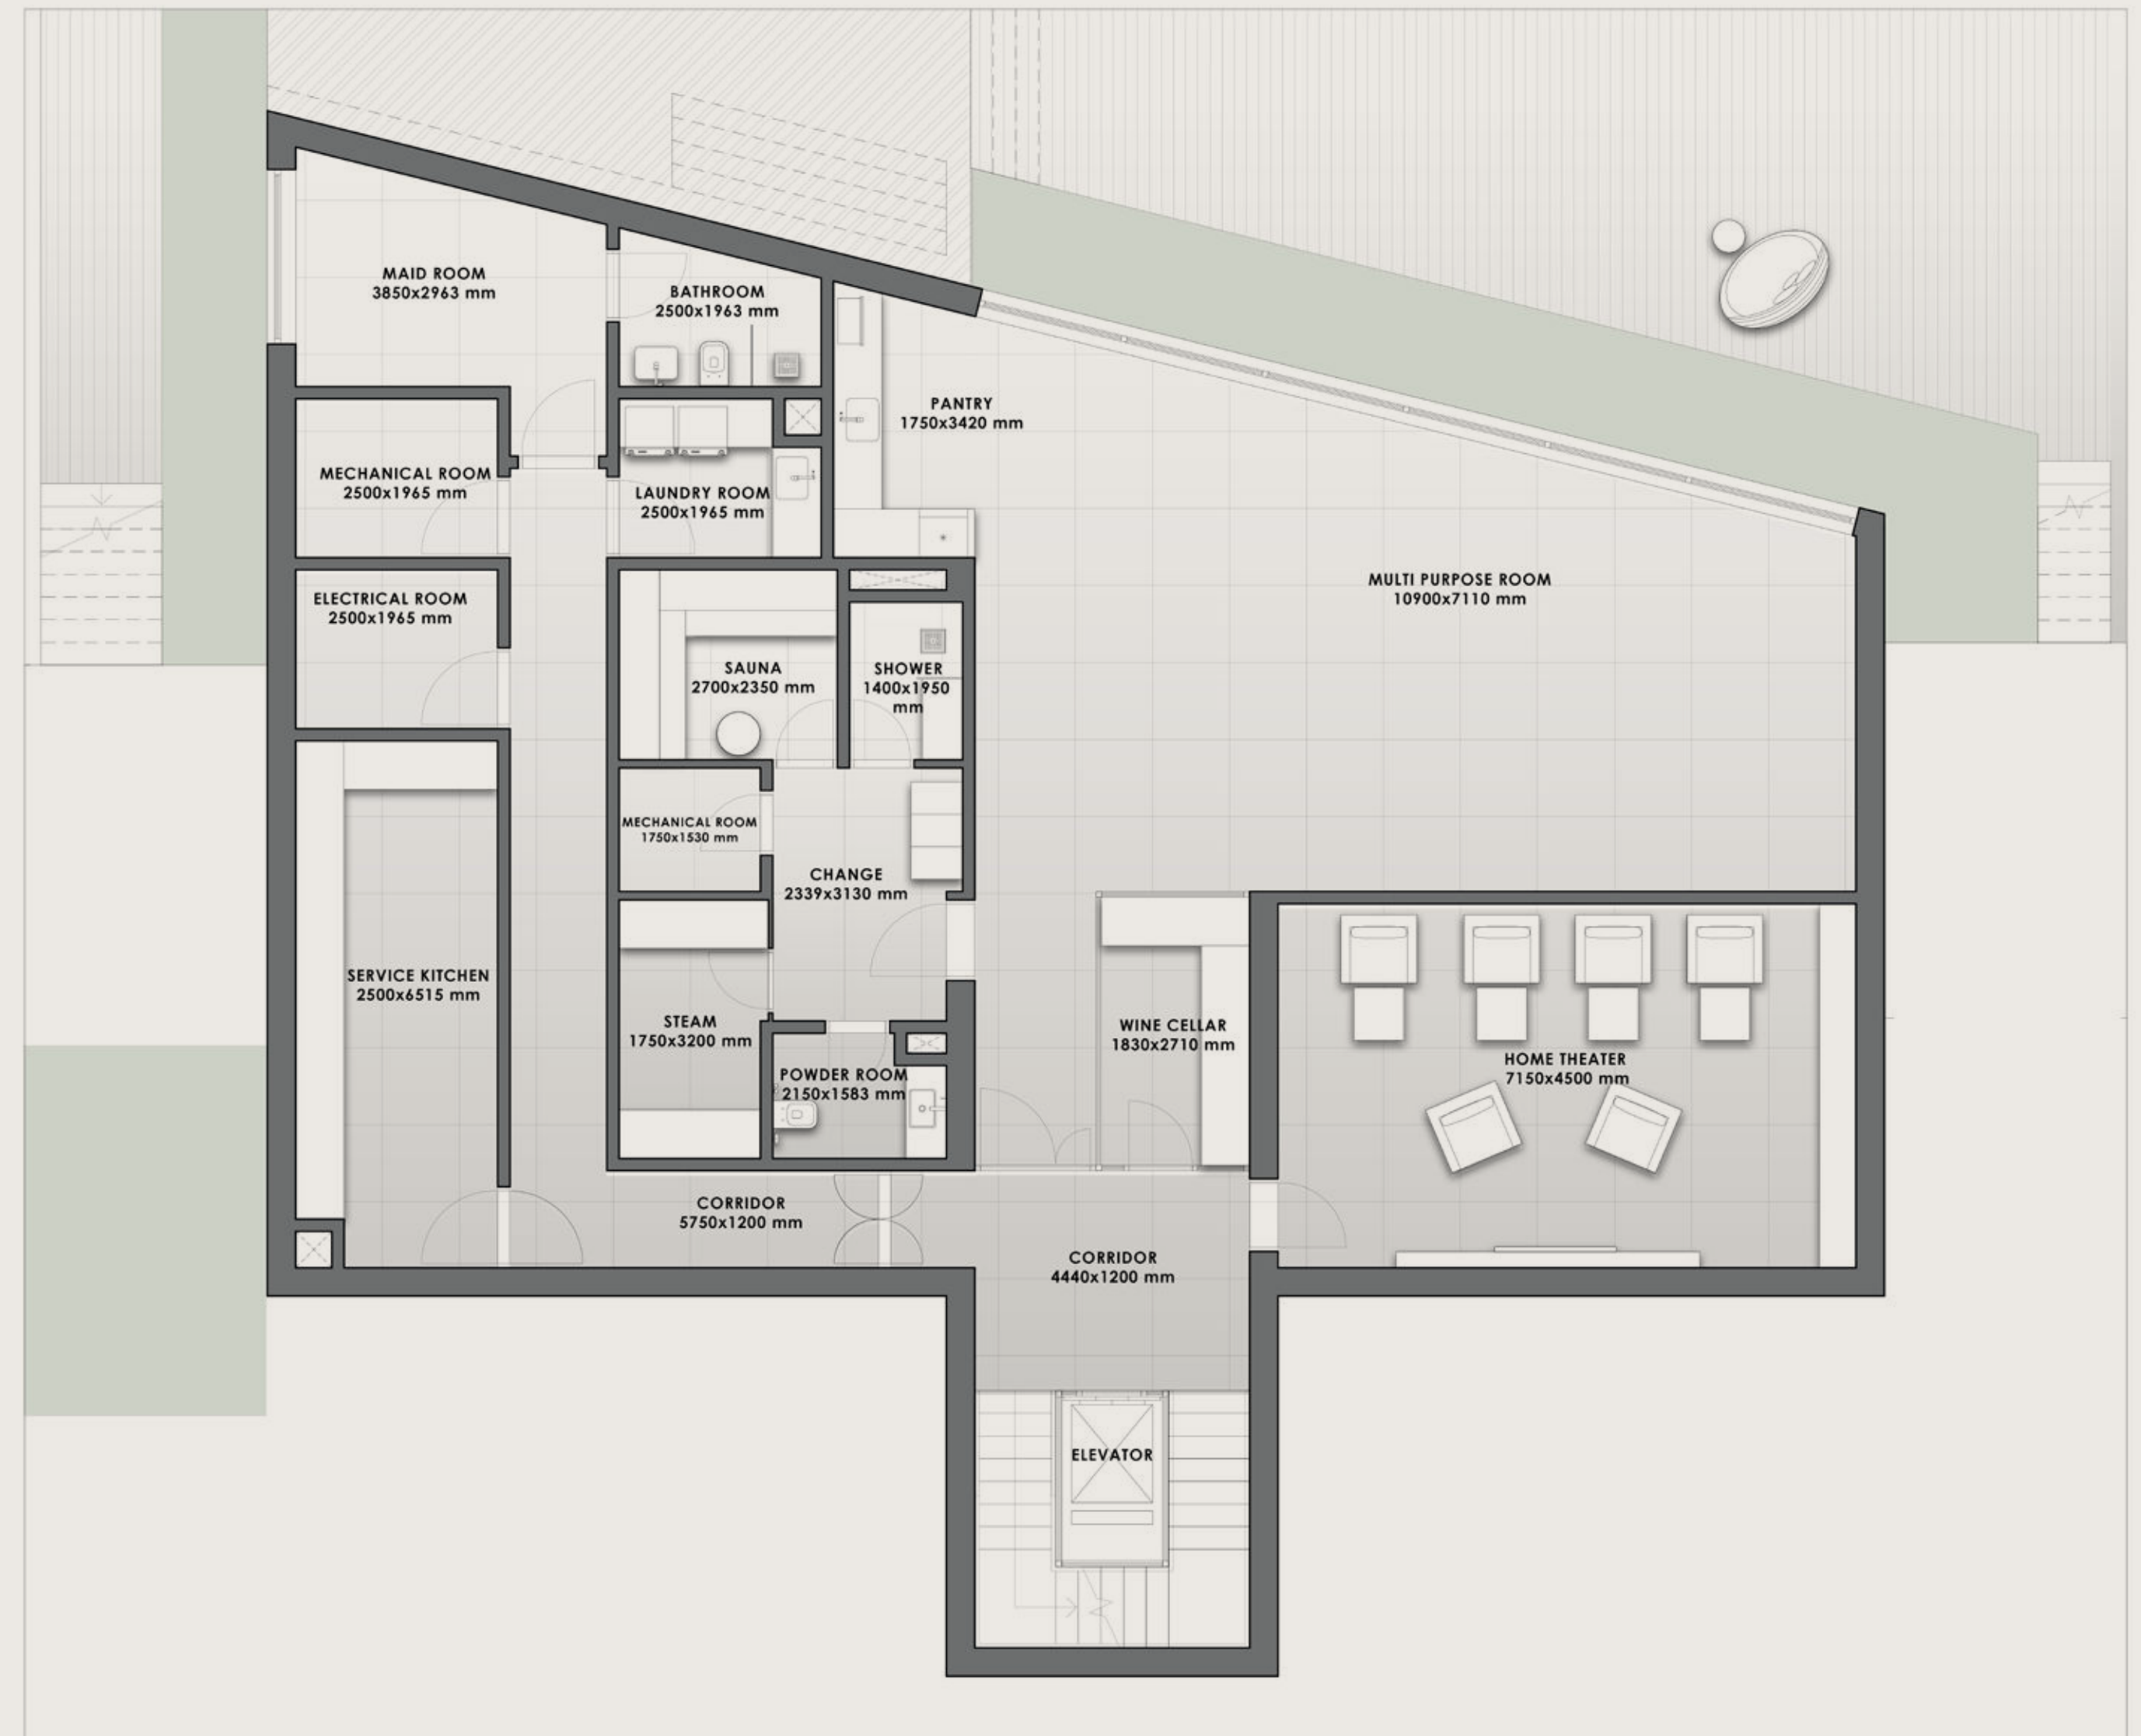 MAID ROOM
3850x2963 mm
BATHROOM
2500x1963 mm
PANTRY
1750x3420 mm
MECHANICAL ROOM
2500x1965 mm
LAUNDRY ROOM
2500x1965 mm
MULTI PURPOSE ROOM
10900x7110 mm
ELECTRICAL ROOM
2500x1965 mm
SAUNA
2700x2350 mm
SHOWER
1400x1950
mm
MECHANICAL ROOM
1750x1530 mm
CHANGE
2339x3130 mm
SERVICE KITCHEN
2500x6515 mm
STEAM
1750x3200 mm
POWDER ROOM
2150x1583 mm
WINE CELLAR
1830x2710 mm
HOME THEATER
7150x4500 mm
CORRIDOR
5750x1200 mm
CORRIDOR
4440x1200 mm
ELEVATOR